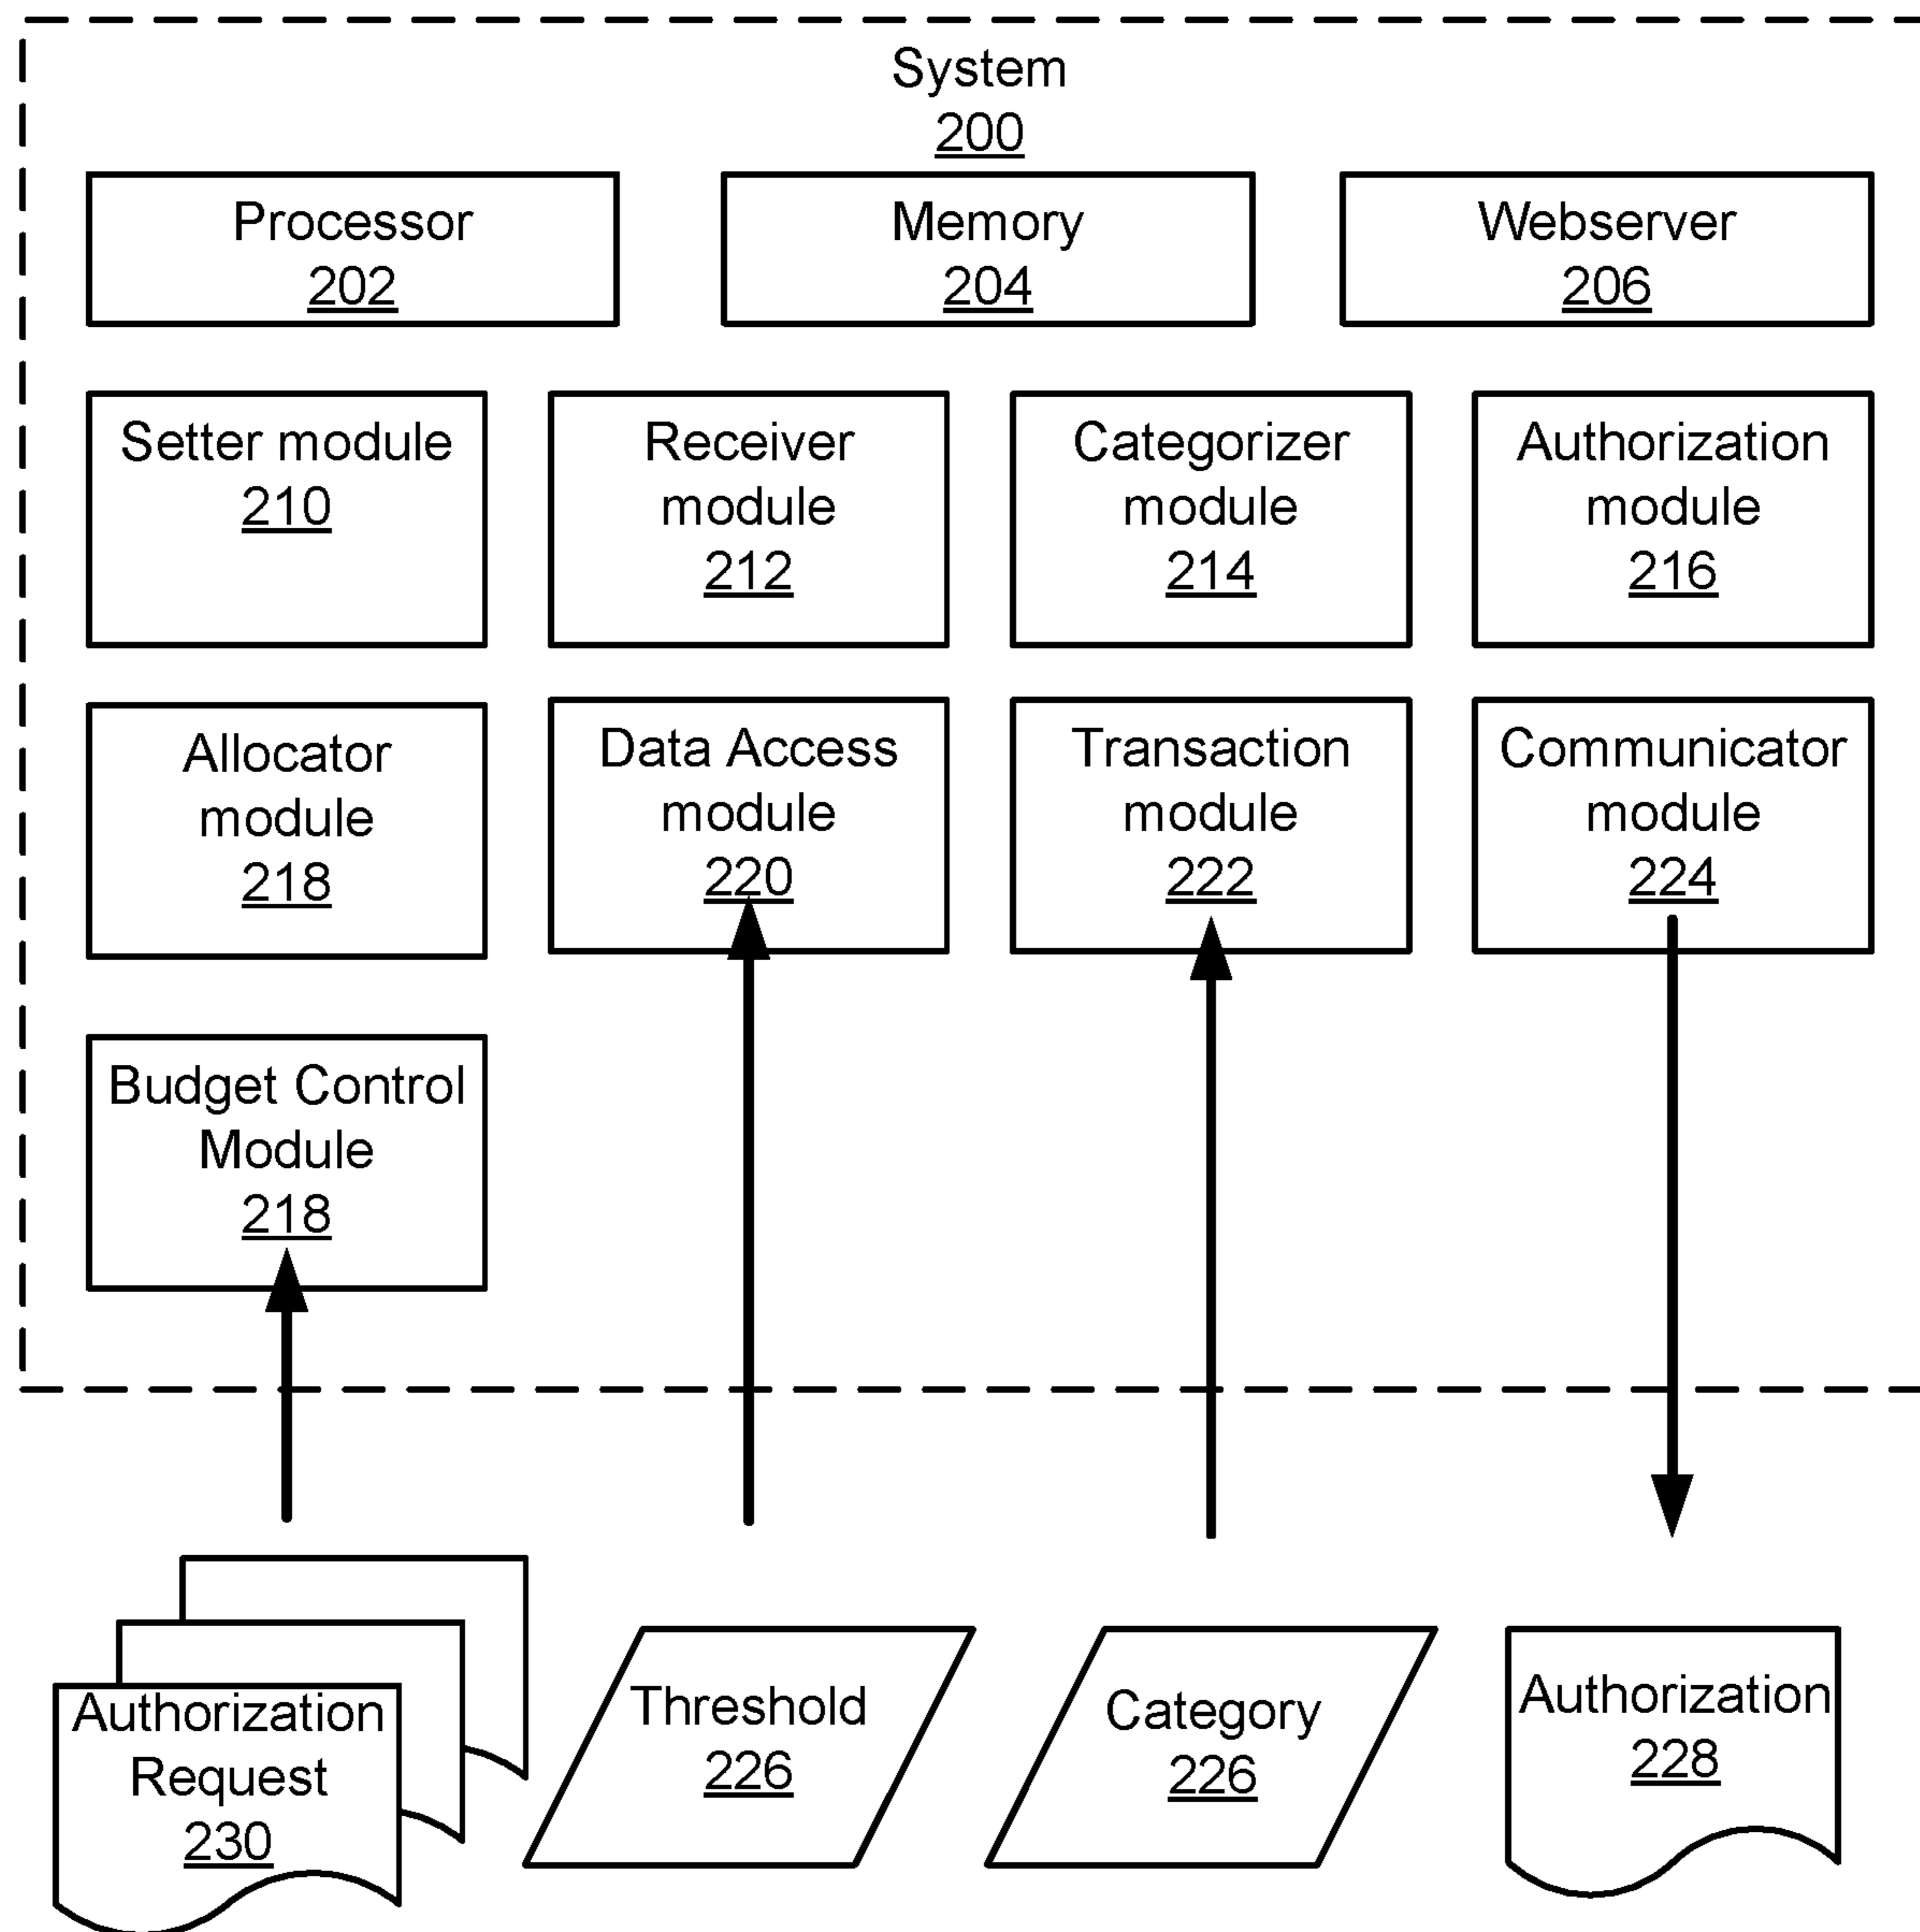 System
200
Processor
202
Memory
204
Webserver
206
Setter module
210
Receiver
module
212
Categorizer
module
214
Authorization
module
216
Allocator
module
218
Data Access
module
220
Transaction
module
222
Communicator
module
224
Budget Control
Module
218
Authorization
Request
230
Threshold
226
Category
226
Authorization
228